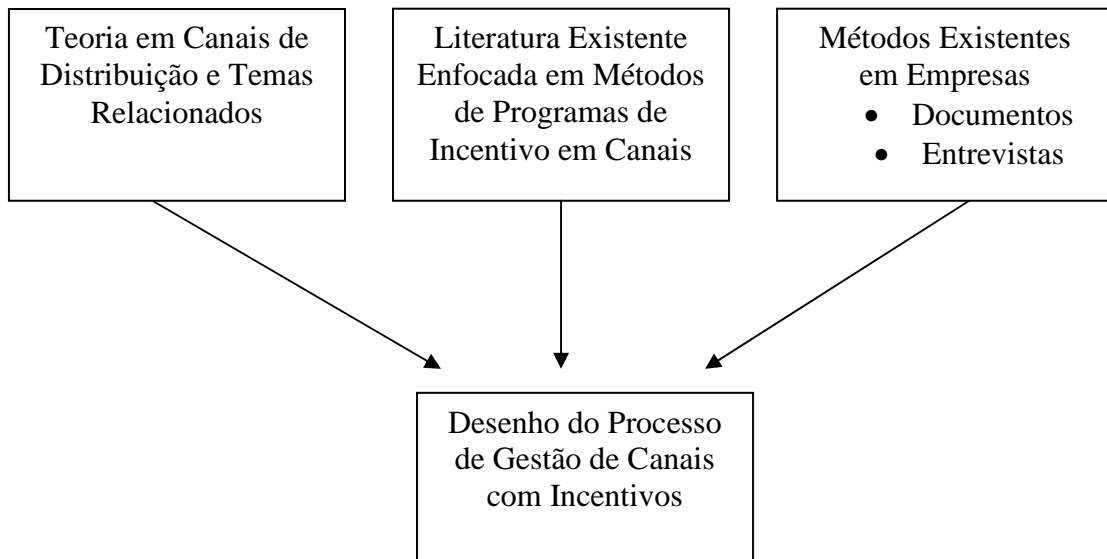 Teoria em Canais de
Distribuição e Temas
Relacionados
Literatura Existente
Enfocada em Métodos
de Programas de
Incentivo em Canais
Métodos Existentes
em Empresas
• Documentos
• Entrevistas
Desenho do Processo
de Gestão de Canais
com Incentivos